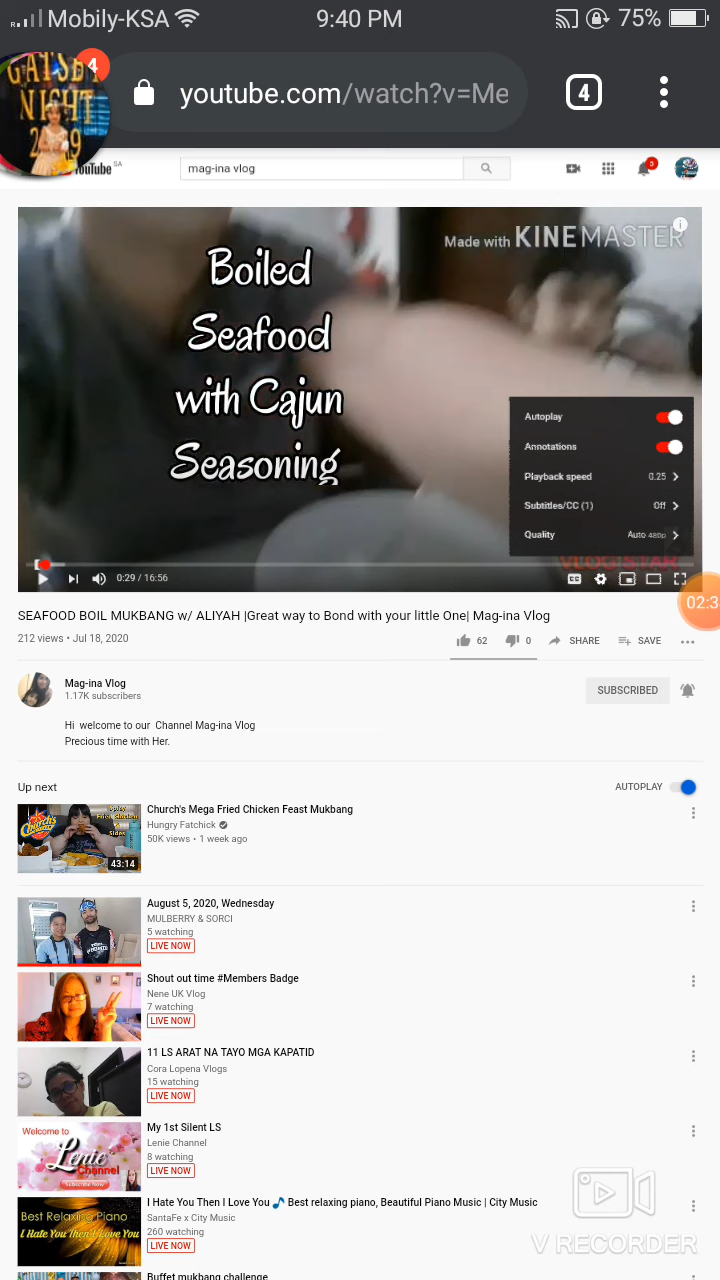 Mobily-KSA 9:40 PM 75%
GATSBY
NIGHT
2019
4
youtube.com/watch?v=Me
4
YouTube SA
mag-ina vlog
5
Made with KINEMASTER
Boiled
Seafood
with Cajun
Seasoning
Autoplay
Annotations
Playback speed 0.25
Subtitles/CC (1) Off
Quality Auto 480p
VLOG STAR
0:29 / 16:56
CC
02:3
SEAFOOD BOIL MUKBANG w/ ALIYAH |Great way to Bond with your little One| Mag-ina Vlog
212 views • Jul 18, 2020
62 0 SHARE SAVE
Mag-ina Vlog
1.17K subscribers
SUBSCRIBED
Hi welcome to our Channel Mag-ina Vlog
Precious time with Her.
Up next
AUTOPLAY
Church's
43:14
Church's Mega Fried Chicken Feast Mukbang
Hungry Fatchick
50K views • 1 week ago
August 5, 2020, Wednesday
MULBERRY & SORCI
5 watching
LIVE NOW
Shout out time #Members Badge
Nene UK Vlog
7 watching
LIVE NOW
11 LS ARAT NA TAYO MGA KAPATID
Cora Lopena Vlogs
15 watching
LIVE NOW
Welcome to
Lenie
Channel
Subscribe Now
My 1st Silent LS
Lenie Channel
8 watching
LIVE NOW
Best Relaxing Piano
I Hate You Then I Love You
I Hate You Then I Love You 🎵 Best relaxing piano, Beautiful Piano Music | City Music
SantaFe x City Music
260 watching
LIVE NOW
V RECORDER
Buffet mukbang challenge